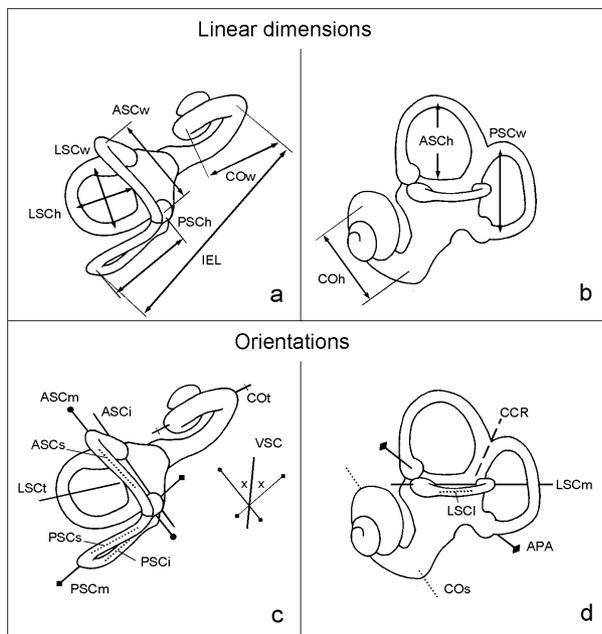 Linear dimensions
ASCw
LSCw
LSCh
COw
PSCh
IEL
a
ASCh
PSCw
COh
b
Orientations
ASCm
ASCi
COt
ASCs
VSC
LSCt
x x
PSCs
PSCi
PSCm
c
CCR
LSCm
LSCl
APA
COs
d